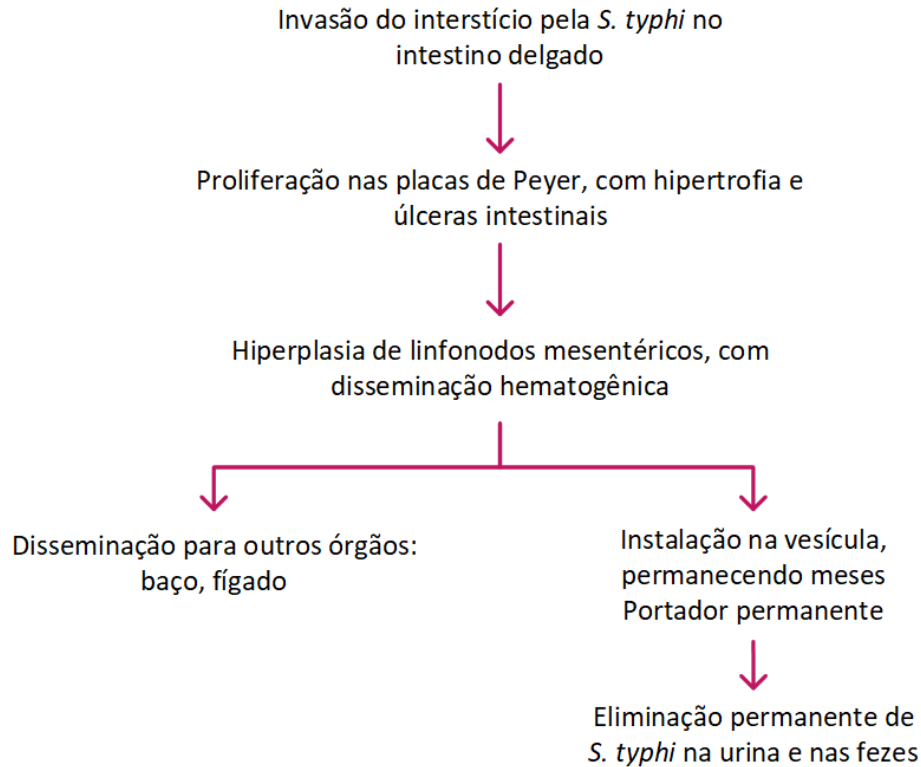 Invasão do interstício pela S. typhi no
intestino delgado
Proliferação nas placas de Peyer, com hipertrofia e
úlceras intestinais
Hiperplasia de linfonodos mesentéricos, com
disseminação hematogênica
Disseminação para outros órgãos:
baço, fígado
Instalação na vesícula,
permanecendo meses
Portador permanente
Eliminação permanente de
S. typhi na urina e nas fezes